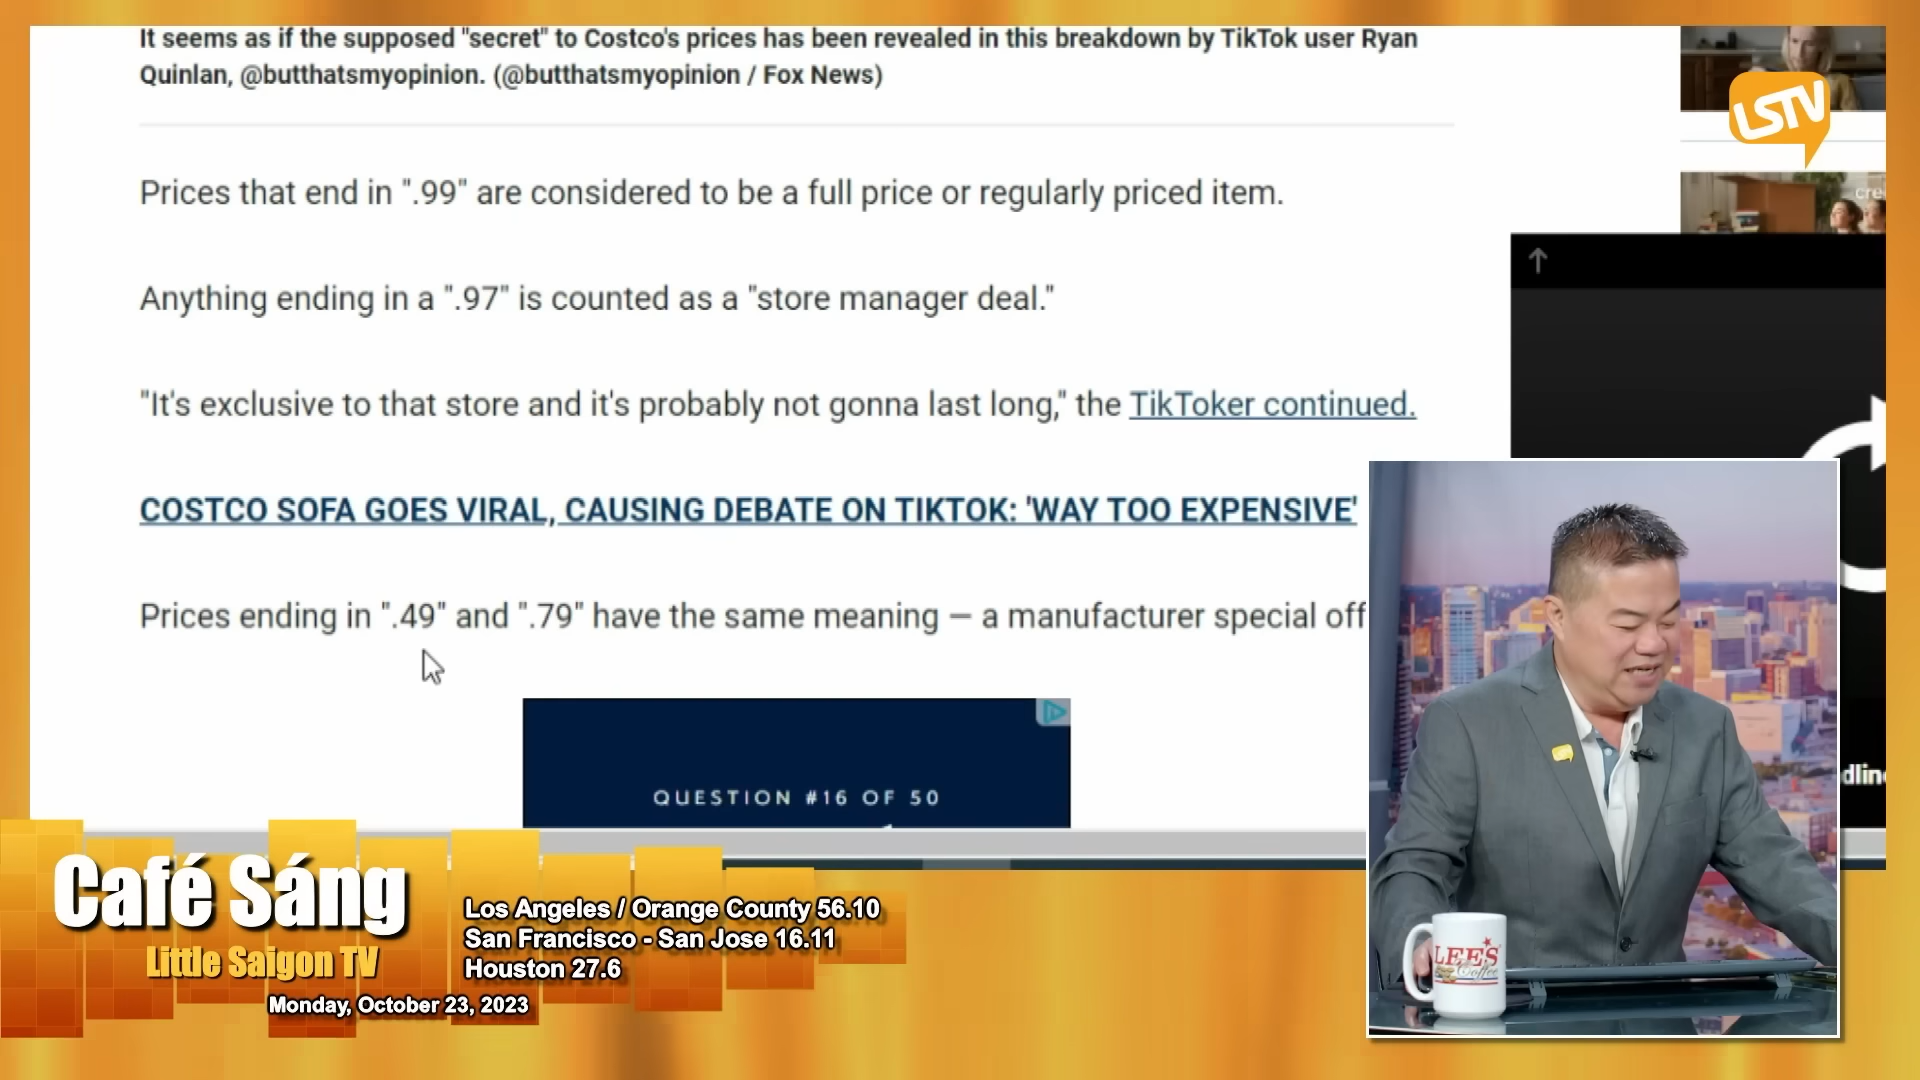 It seems as if the supposed "secret" to Costco's prices has been revealed in this breakdown by TikTok user Ryan
Quinlan, @butthatsmyopinion. (@butthatsmyopinion / Fox News)
LSTV
Prices that end in ".99" are considered to be a full price or regularly priced item.
cre
Anything ending in a ".97" is counted as a "store manager deal."
"It's exclusive to that store and it's probably not gonna last long," the TikToker continued.
COSTCO SOFA GOES VIRAL, CAUSING DEBATE ON TIKTOK: 'WAY TOO EXPENSIVE'
Prices ending in ".49" and ".79" have the same meaning — a manufacturer special off
dline
QUESTION #16 OF 50
Café Sáng
Little Saigon TV
Monday, October 23, 2023
Los Angeles / Orange County 56.10
San Francisco - San Jose 16.11
Houston 27.6
LEE'S
Coffee